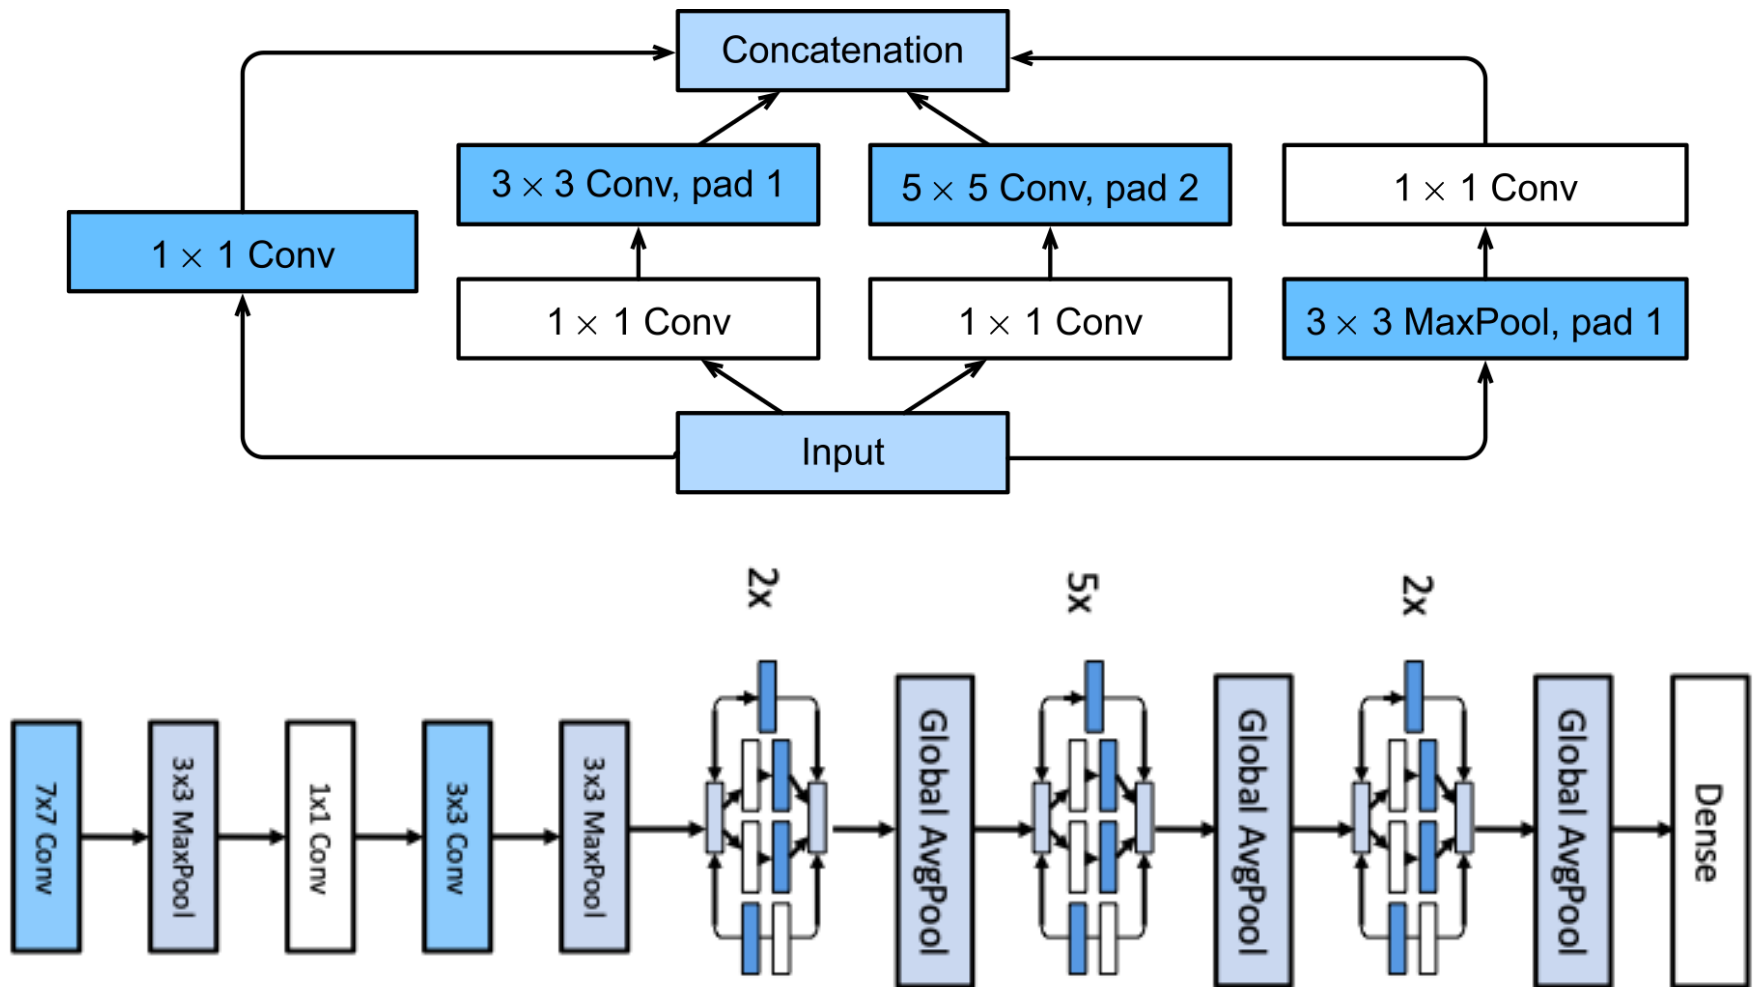 Concatenation
3 × 3 Conv, pad 1
5 × 5 Conv, pad 2
1 × 1 Conv
1 × 1 Conv
1 × 1 Conv
1 × 1 Conv
3 × 3 MaxPool, pad 1
Input
2x
5x
2x
7x7 Conv
3x3 MaxPool
1x1 Conv
3x3 Conv
3x3 MaxPool
Global AvgPool
Global AvgPool
Global AvgPool
Dense